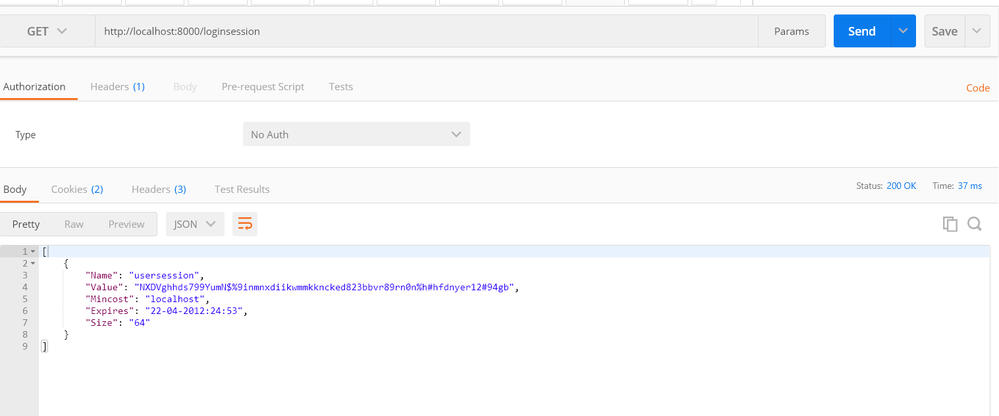 GET http://localhost:8000/loginsession Params Send Save
Authorization Headers (1) Body Pre-request Script Tests Code
Type No Auth
Body Cookies (2) Headers (3) Test Results Status: 200 OK Time: 37 ms
Pretty Raw Preview JSON
1 [
2 {
3 "Name": "usersession",
4 "Value": "NXDVghhds799YumN$%9inmnxdiikwmmkkncked823bbvr89rn0n%h#hfdnyer12#94gb",
5 "Mincost": "localhost",
6 "Expires": "22-04-2012:24:53",
7 "Size": "64"
8 }
9 ]